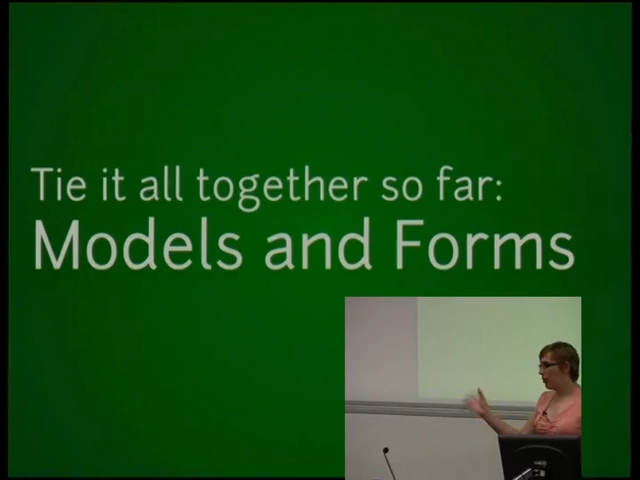 Tie it all together so far:
Models and Forms